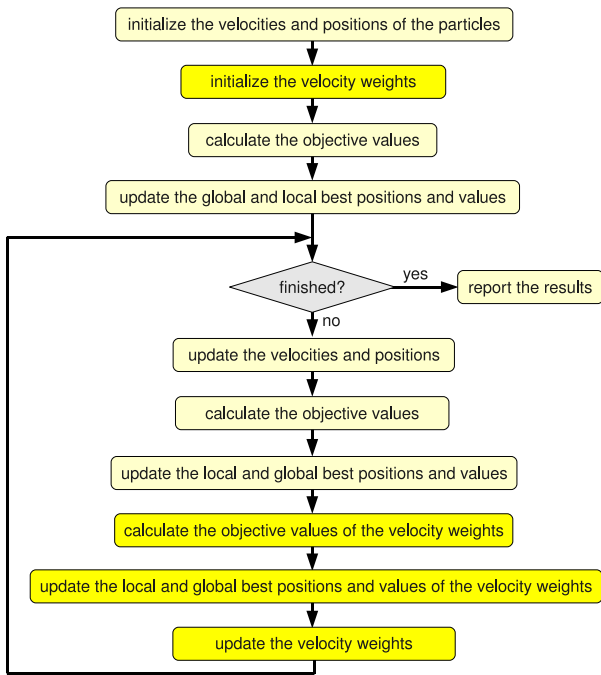 initialize the velocities and positions of the particles
initialize the velocity weights
calculate the objective values
update the global and local best positions and values
finished?
yes
report the results
no
update the velocities and positions
calculate the objective values
update the local and global best positions and values
calculate the objective values of the velocity weights
update the local and global best positions and values of the velocity weights
update the velocity weights